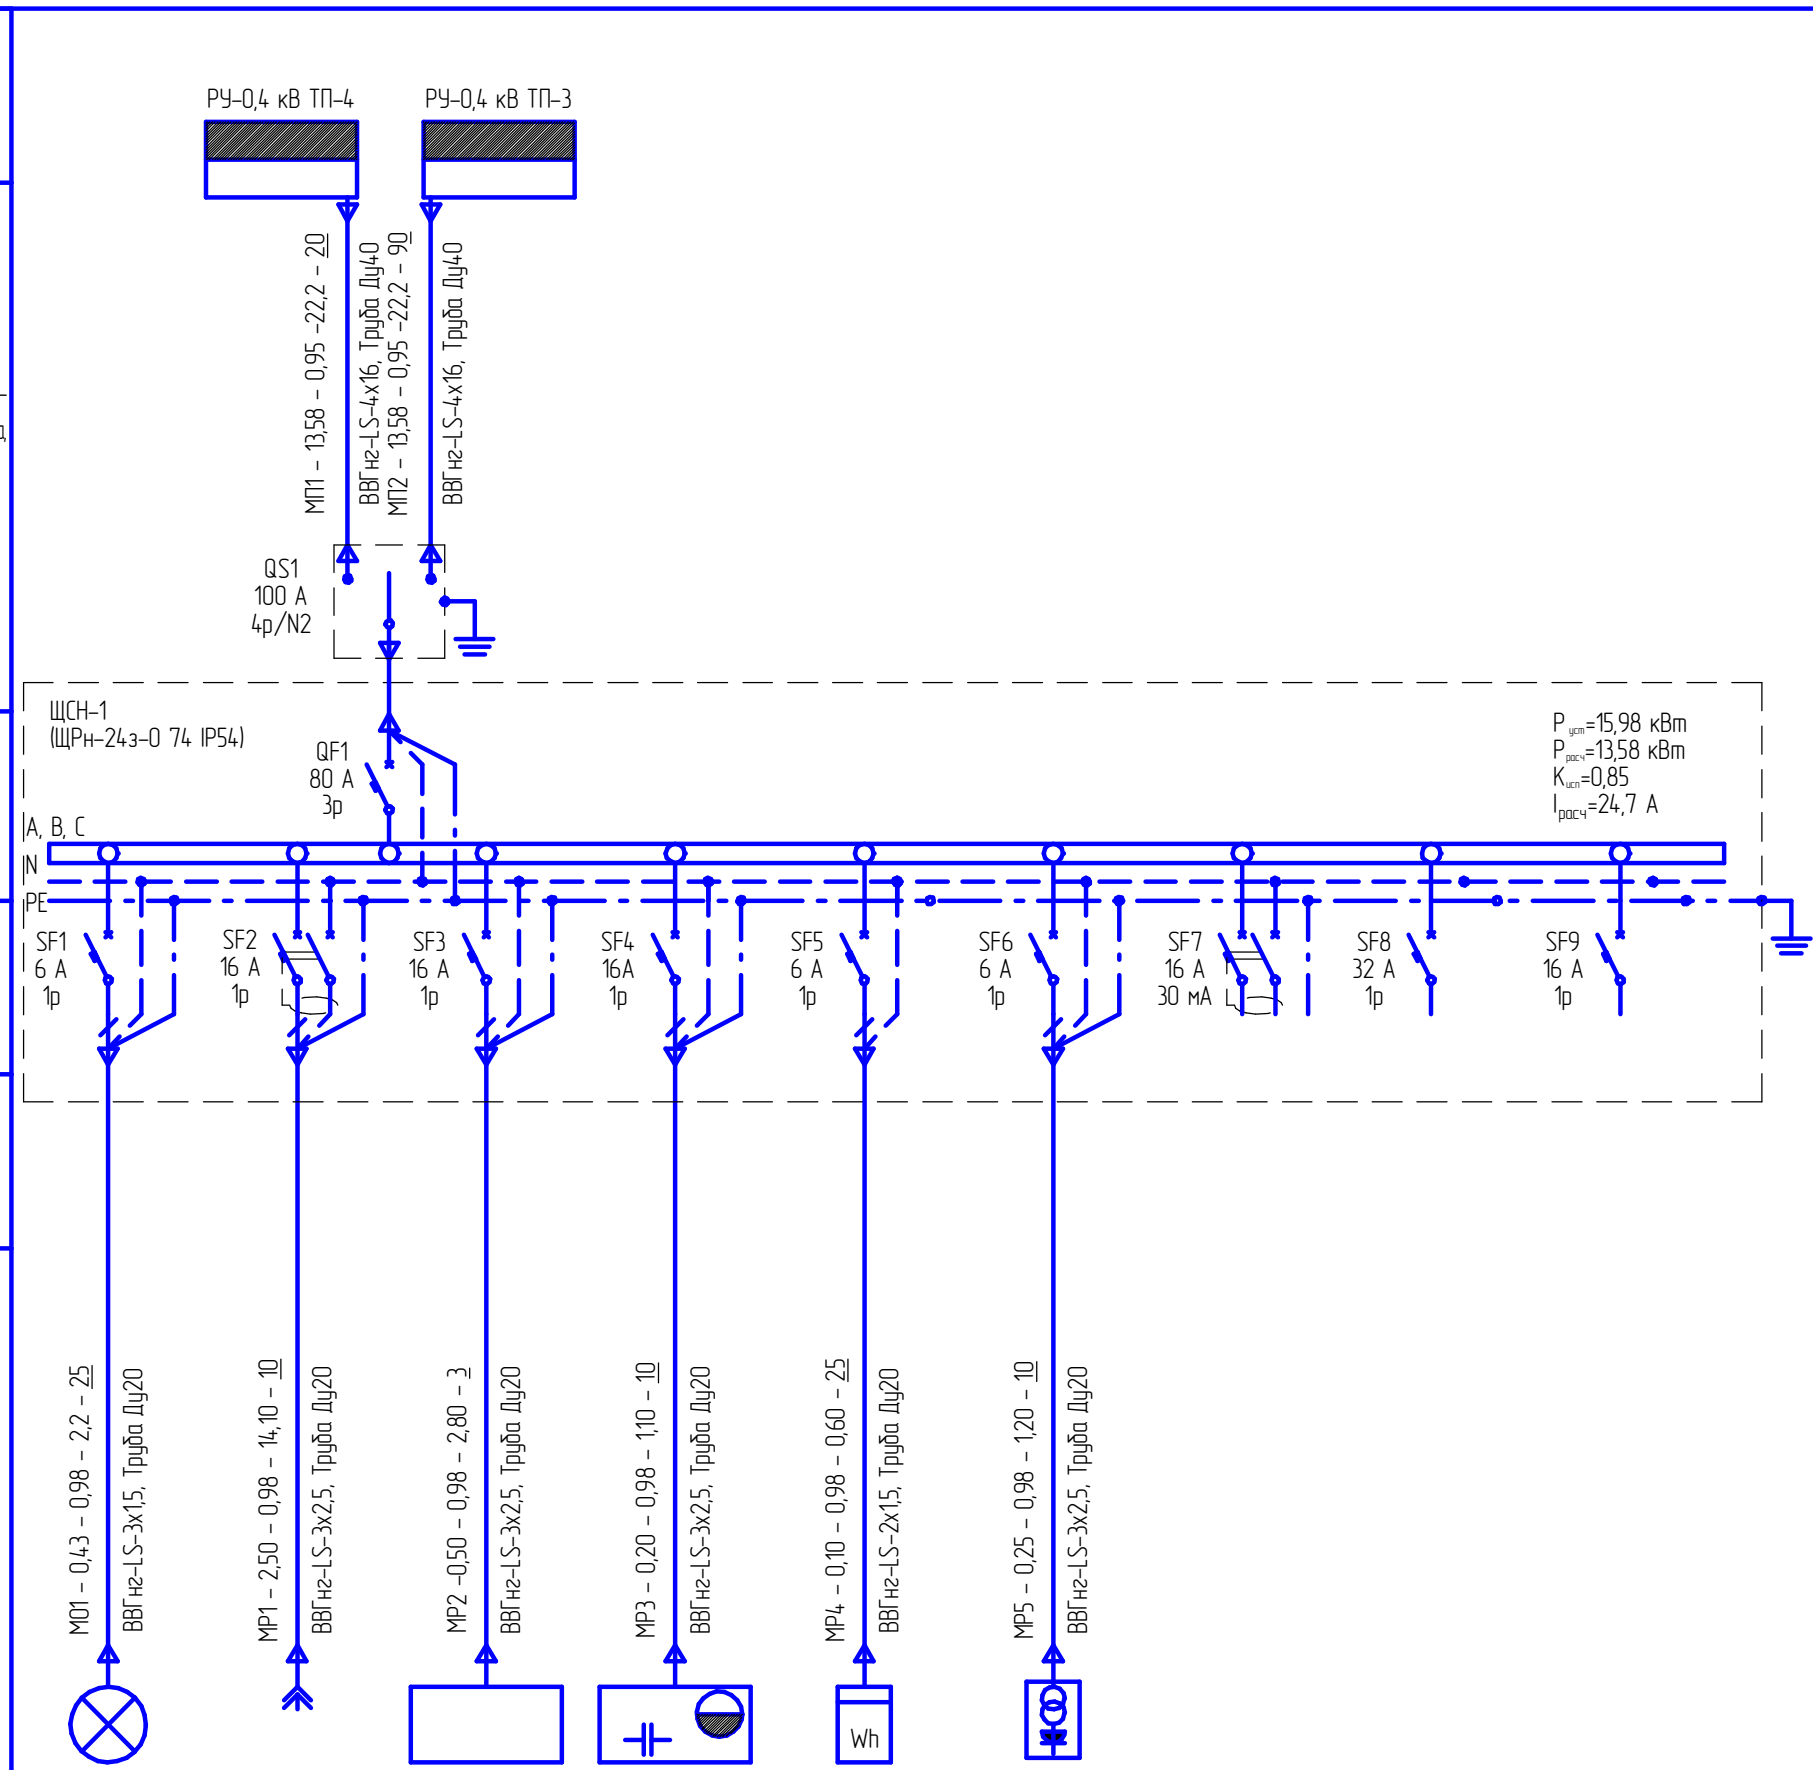 РУ-0,4 кВ ТП-4
РУ-0,4 кВ ТП-3
МП1 - 13,58 - 0,95 -22,2 - 20
ВВГнг-LS-4х16, Труба Ду40
МП2 - 13,58 - 0,95 -22,2 - 90
ВВГнг-LS-4х16, Труба Ду40
QS1
100 А
4р/N2
ЩСН-1
(ЩРн-24з-0 74 IP54)
QF1
80 А
3р
Pуст=15,98 кВт
Pрасч=13,58 кВт
Kисп=0,85
Iрасч=24,7 А
А, В, С
N
PE
SF1
6 А
1р
SF2
16 А
1р
SF3
16 А
1р
SF4
16А
1р
SF5
6 А
1р
SF6
6 А
1р
SF7
16 А
30 мА
SF8
32 А
1р
SF9
16 А
1р
МО1 - 0,43 - 0,98 - 2,2 - 25
ВВГнг-LS-3х1,5, Труба Ду20
МР1 - 2,50 - 0,98 - 14,10 - 10
ВВГнг-LS-3х2,5, Труба Ду20
МР2 -0,50 - 0,98 - 2,80 - 3
ВВГнг-LS-3х2,5, Труба Ду20
МР3 - 0,20 - 0,98 - 1,10 - 10
ВВГнг-LS-3х2,5, Труба Ду20
МР4 - 0,10 - 0,98 - 0,60 - 25
ВВГнг-LS-2х1,5, Труба Ду20
МР5 - 0,25 - 0,98 - 1,20 - 10
ВВГнг-LS-3х2,5, Труба Ду20
Wh